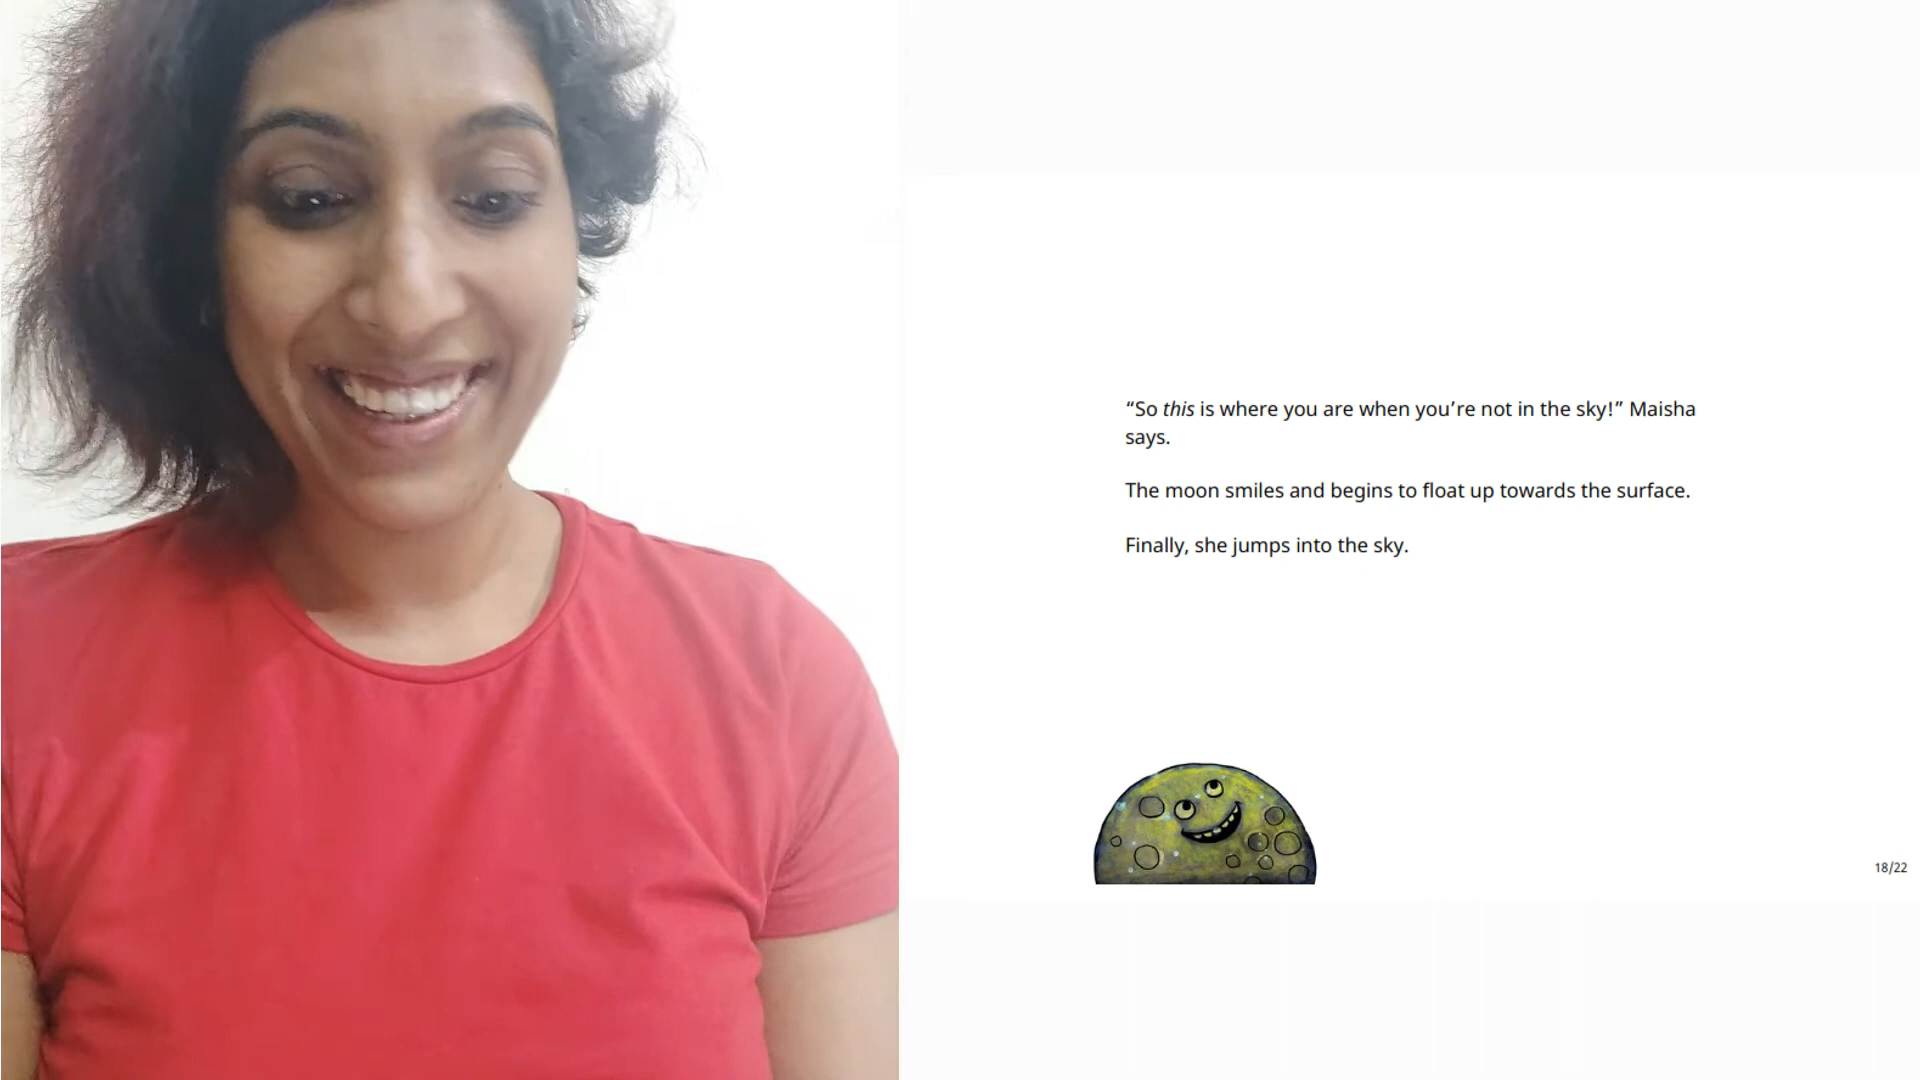 “So this is where you are when you’re not in the sky!” Maisha
says.
The moon smiles and begins to float up towards the surface.
Finally, she jumps into the sky.
18/22